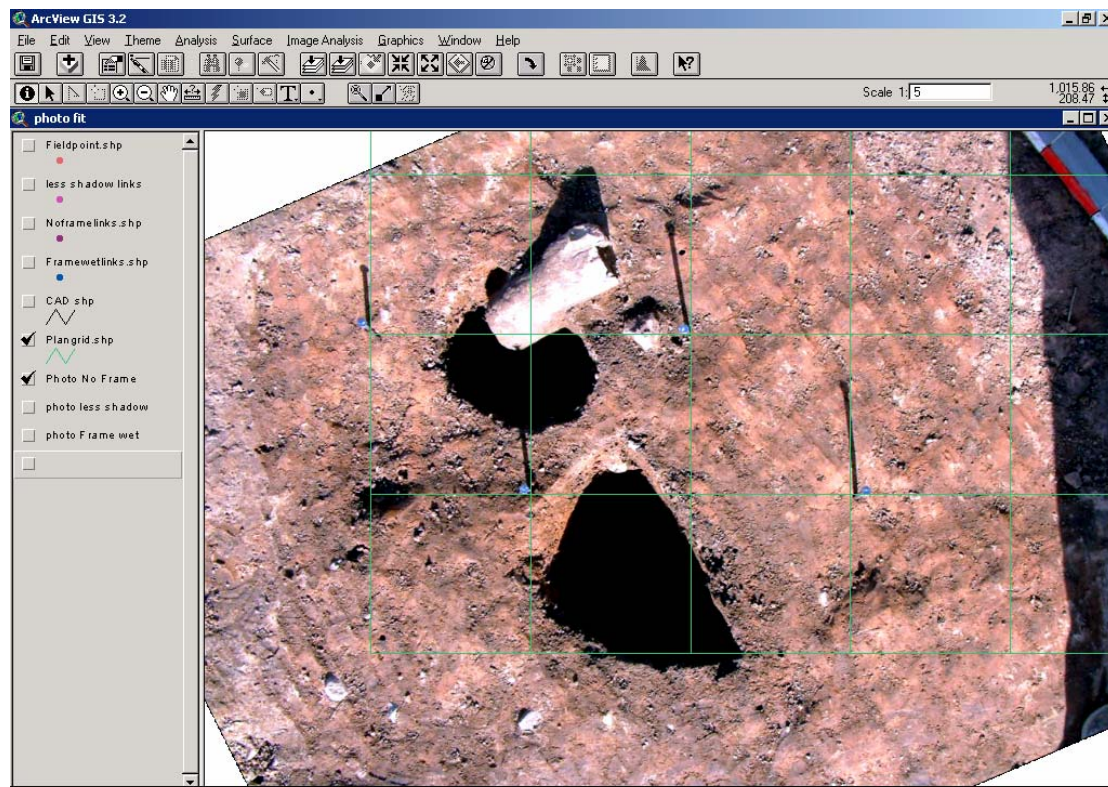 ArcView GIS 3.2
File Edit View Theme Analysis Surface Image Analysis Graphics Window Help
Scale 1: 5
1,015.86
208.47
photo fit
Fieldpoint.shp
less shadow links
Noframelinks.shp
Framewetlinks.shp
CAD shp
Plangrid.shp
Photo No Frame
photo less shadow
photo Frame wet